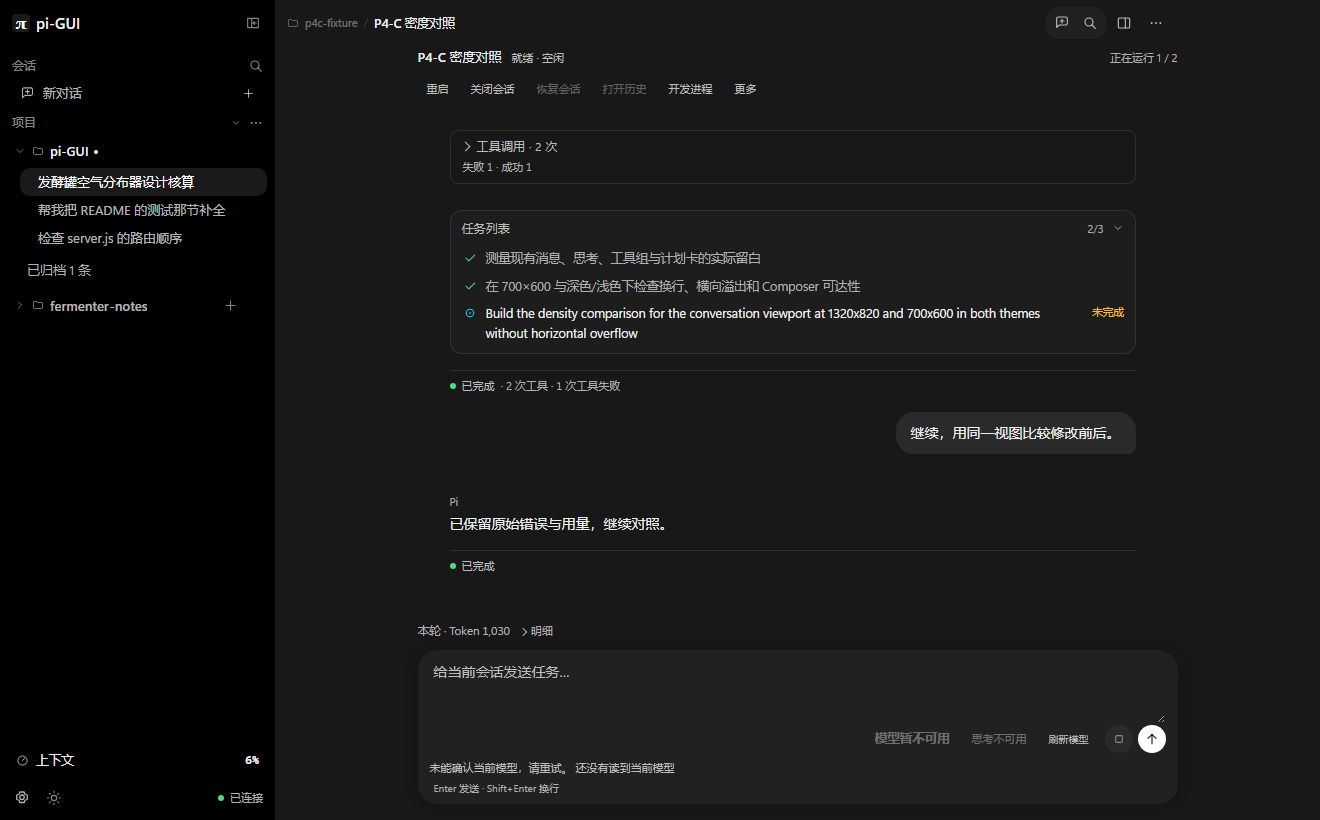 π pi-GUI
会话
新对话
项目
pi-GUI •
发酵罐空气分布器设计核算
帮我把 README 的测试那节补全
检查 server.js 的路由顺序
已归档 1 条
fermenter-notes
上下文 6%
已连接
p4c-fixture / P4-C 密度对照
P4-C 密度对照 就绪 · 空闲 正在运行 1 / 2
重启 关闭会话 恢复会话 打开历史 开发进程 更多
工具调用 · 2 次
失败 1 · 成功 1
任务列表 2/3
测量现有消息、思考、工具组与计划卡的实际留白
在 700×600 与深色/浅色下检查换行、横向溢出和 Composer 可达性
Build the density comparison for the conversation viewport at 1320x820 and 700x600 in both themes 未完成
without horizontal overflow
已完成 · 2 次工具 · 1 次工具失败
继续，用同一视图比较修改前后。
Pi
已保留原始错误与用量，继续对照。
已完成
本轮 · Token 1,030 明细
给当前会话发送任务...
模型暂不可用 思考不可用 刷新模型
未能确认当前模型，请重试。 还没有读到当前模型
Enter 发送 · Shift+Enter 换行